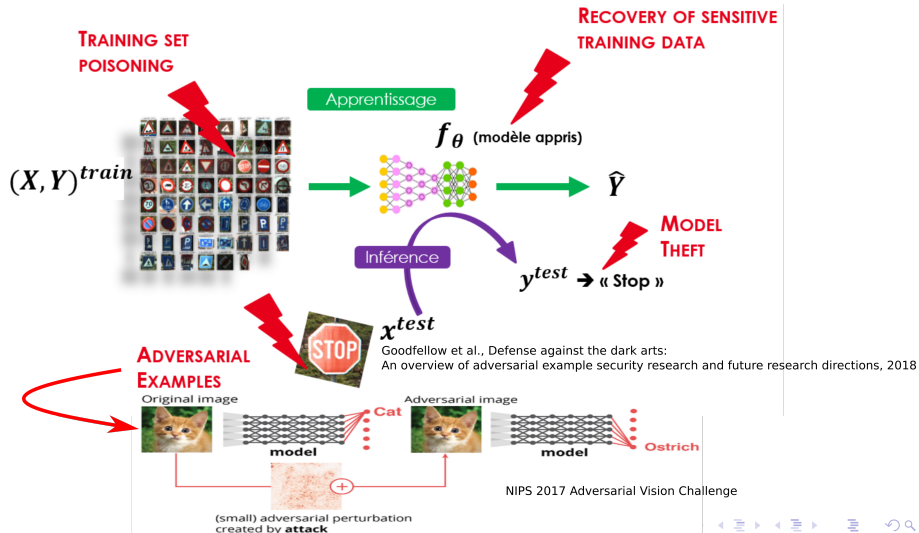 RECOVERY OF SENSITIVE
TRAINING DATA
TRAINING SET
POISONING
Apprentissage
f_θ (modèle appris)
(X, Y)^train
Ŷ
MODEL
THEFT
Inférence
y^test ➔ « Stop »
x^test
STOP
Goodfellow et al., Defense against the dark arts:
An overview of adversarial example security research and future research directions, 2018
ADVERSARIAL
EXAMPLES
Original image
Adversarial image
Cat
Ostrich
model
model
NIPS 2017 Adversarial Vision Challenge
(small) adversarial perturbation
created by attack